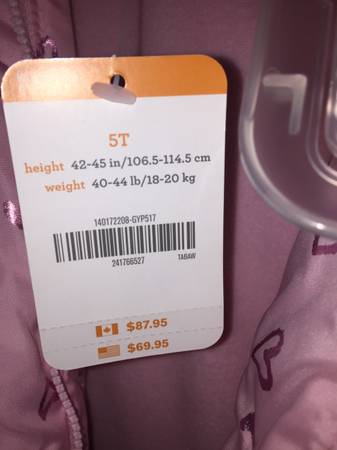 5T
height 42-45 in/106.5-114.5 cm
weight 40-44 lb/18-20 kg
140172208-GYP517
241766527 TABAW
$87.95
$69.95